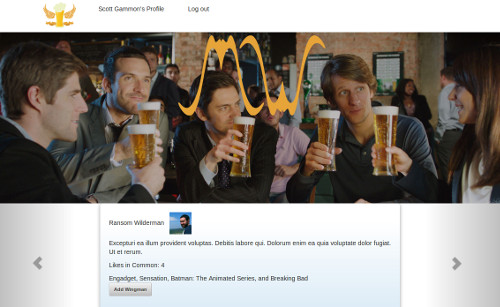 Scott Gammon's Profile Log out
MW
Ransom Wilderman
Excepturi ea illum provident voluptas. Debitis labore qui. Dolorum enim ea quia voluptate dolor fugiat.
Ut et rerum.
Likes in Common: 4
Engadget, Sensation, Batman: The Animated Series, and Breaking Bad
Add Wingman